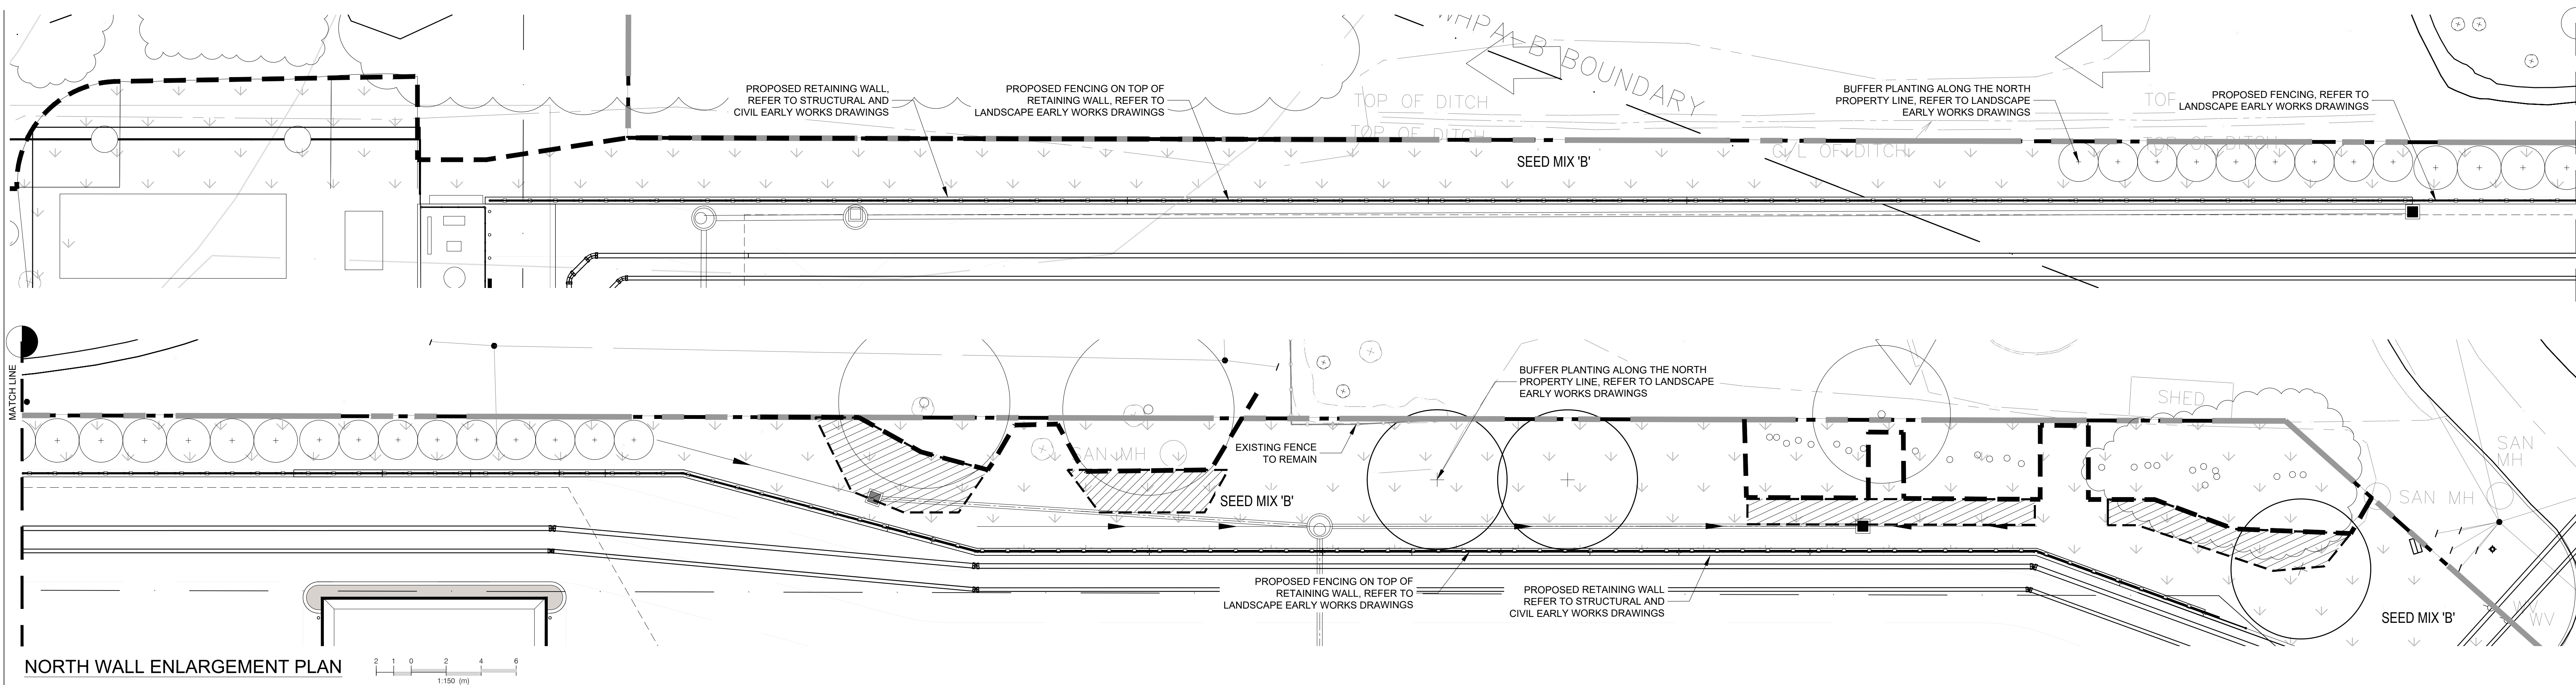 WHPA-B BOUNDARY
PROPOSED RETAINING WALL,
REFER TO STRUCTURAL AND
CIVIL EARLY WORKS DRAWINGS
PROPOSED FENCING ON TOP OF
RETAINING WALL, REFER TO
LANDSCAPE EARLY WORKS DRAWINGS
TOP OF DITCH
TOP OF DITCH
SEED MIX 'B'
C/L OF DITCH
BUFFER PLANTING ALONG THE NORTH
PROPERTY LINE, REFER TO LANDSCAPE
EARLY WORKS DRAWINGS
TOP OF DITCH
PROPOSED FENCING, REFER TO
LANDSCAPE EARLY WORKS DRAWINGS
MATCH LINE
SAN MH
EXISTING FENCE
TO REMAIN
SEED MIX 'B'
BUFFER PLANTING ALONG THE NORTH
PROPERTY LINE, REFER TO LANDSCAPE
EARLY WORKS DRAWINGS
PROPOSED FENCING ON TOP OF
RETAINING WALL, REFER TO
LANDSCAPE EARLY WORKS DRAWINGS
PROPOSED RETAINING WALL
REFER TO STRUCTURAL AND
CIVIL EARLY WORKS DRAWINGS
SHED
SAN
MH
SAN MH
SEED MIX 'B'
WV
WV
NORTH WALL ENLARGEMENT PLAN
2 1 0 2 4 6
1:150 (m)